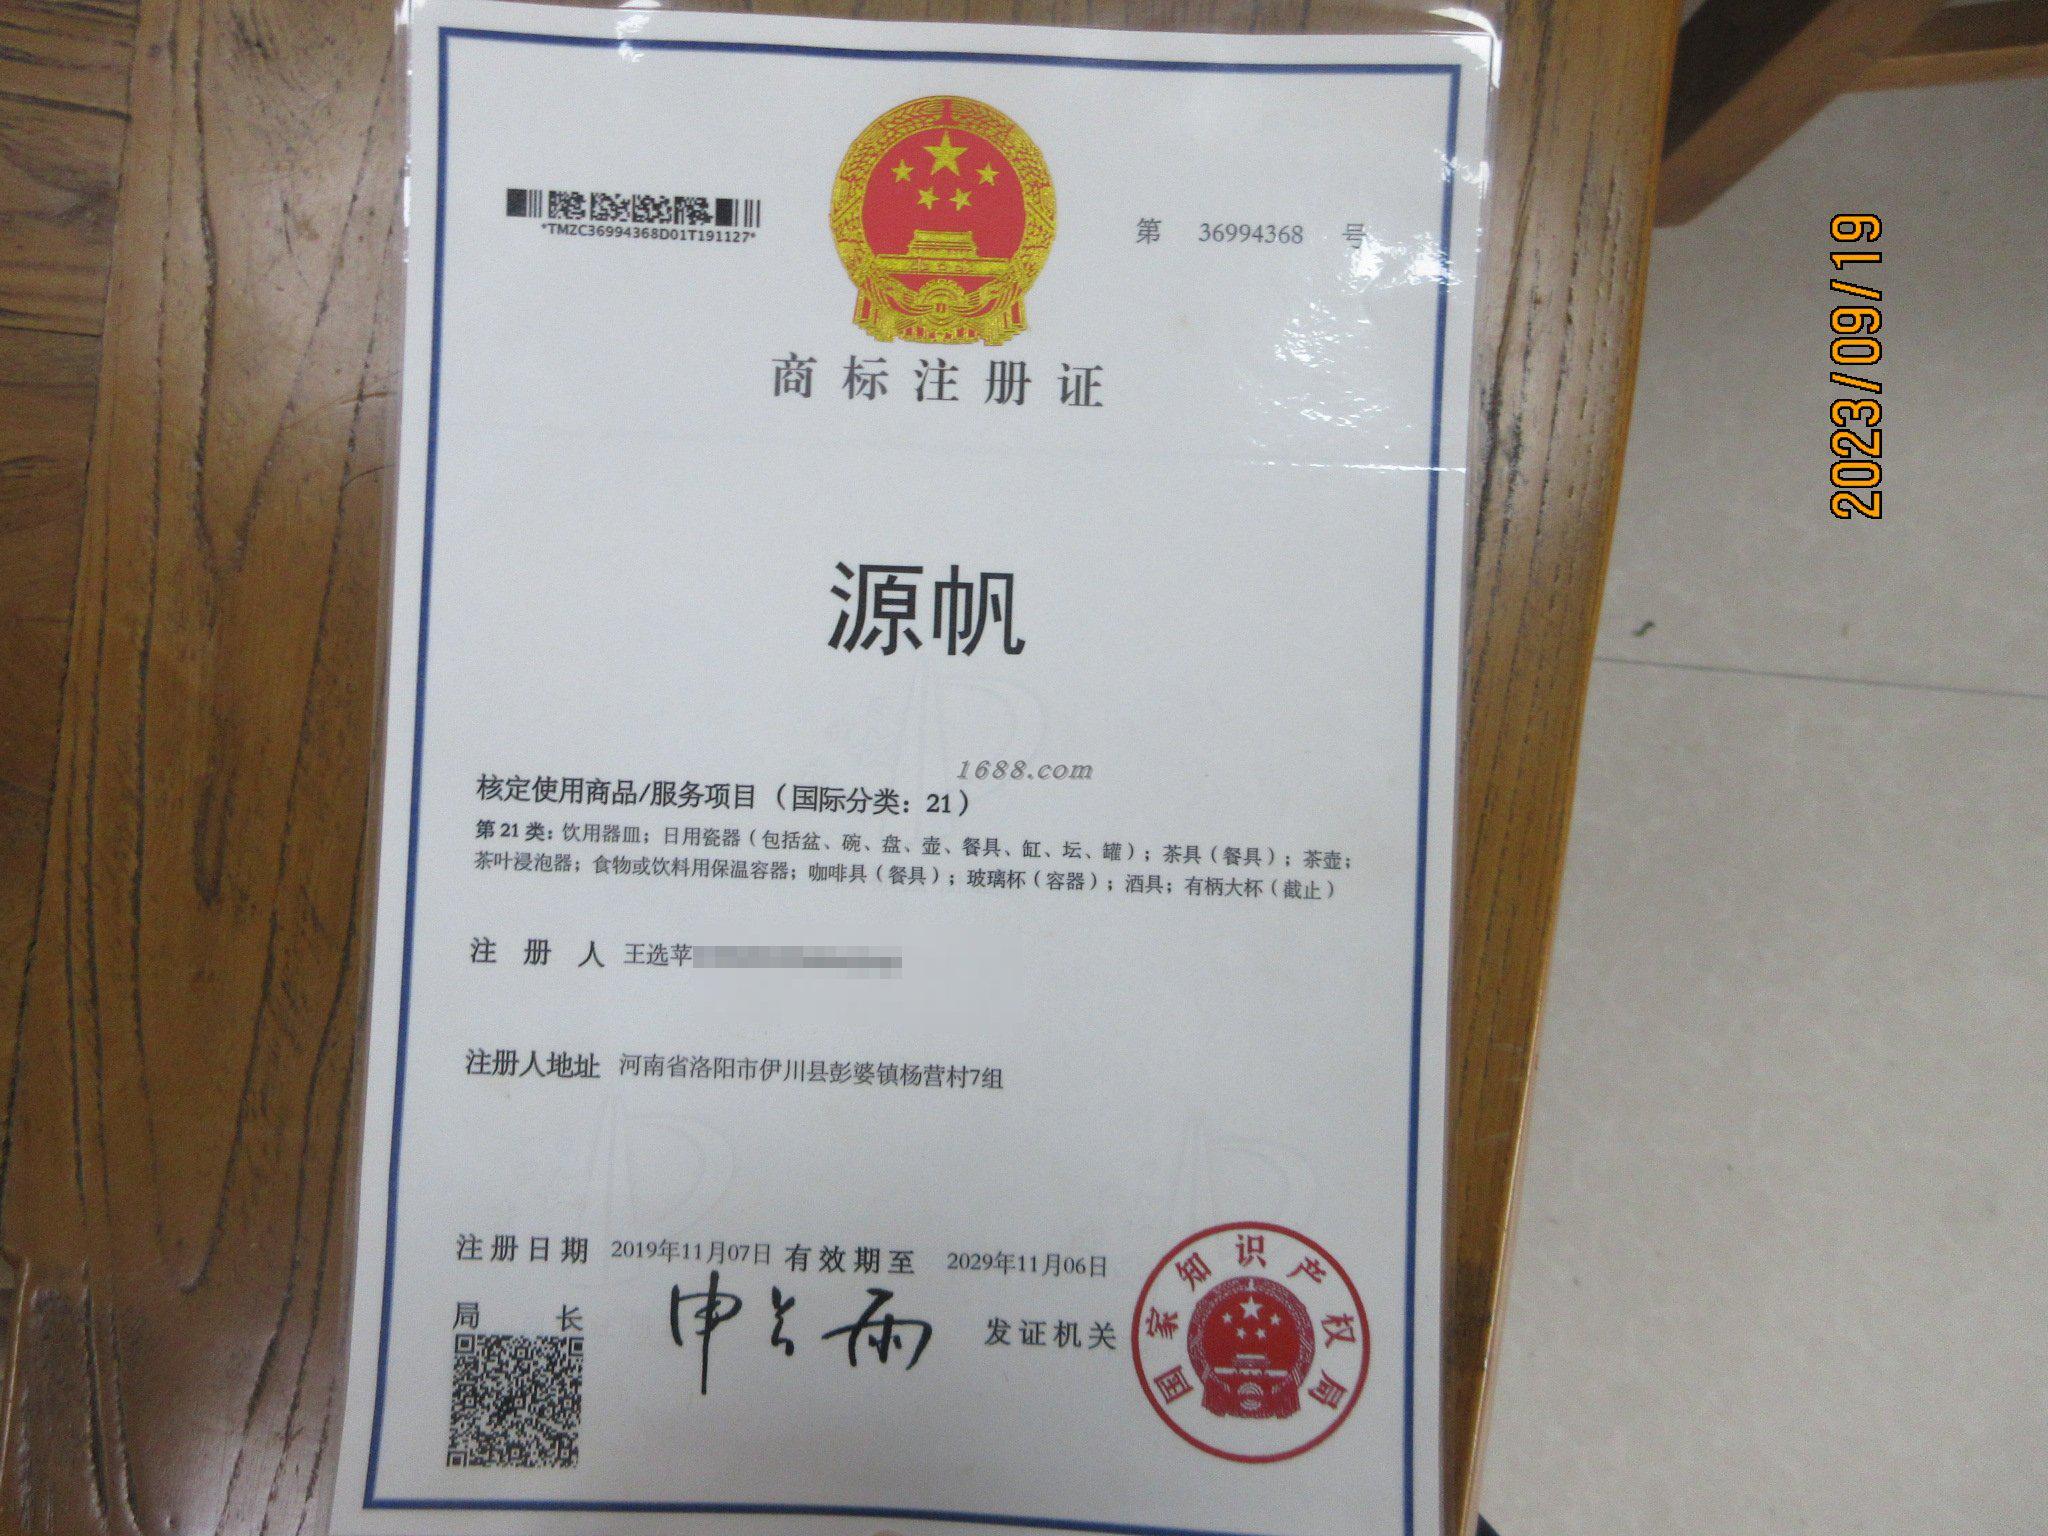 *TMZC36994368D01T191127*
第 36994368 号
商标注册证
源帆
1688.com
核定使用商品/服务项目（国际分类：21）
第 21 类：饮用器皿；日用瓷器（包括盆、碗、盘、壶、餐具、缸、坛、罐）；茶具（餐具）；茶壶；
茶叶浸泡器；食物或饮料用保温容器；咖啡具（餐具）；玻璃杯（容器）；酒具；有柄大杯（截止）
注册人 王选苹
注册人地址 河南省洛阳市伊川县彭婆镇杨营村7组
注册日期 2019年11月07日 有效期至 2029年11月06日
局长 申长雨 发证机关
国家知识产权局
2023/09/19